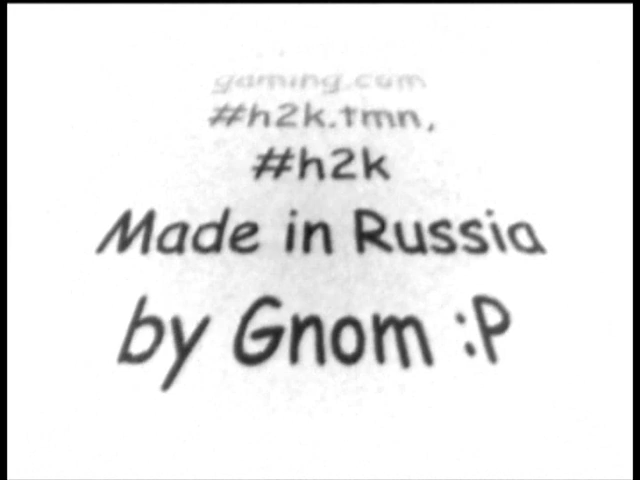 gaming.com
#h2k.tmn,
#h2k
Made in Russia
by Gnom :P